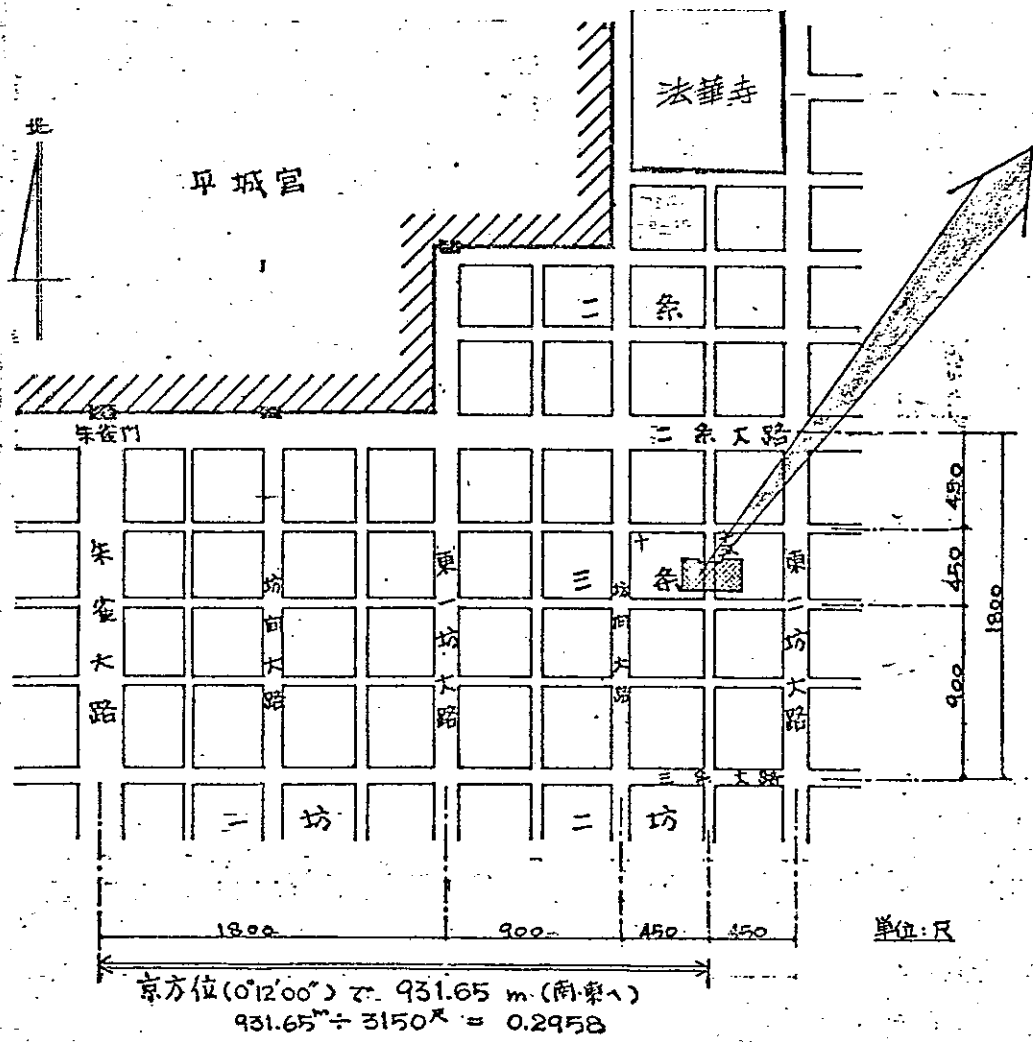 法華寺
北
平城宮
二条
朱雀門
二条大路
450
450
900
1800
朱雀大路
坊間大路
東一坊大路
三条
坊間大路
東二坊大路
十
三条大路
一坊
二坊
1800
900
450
450
単位:尺
京方位(0°12'00")で 931.65 m (南・東へ)
931.65ᵐ÷ 3150尺 = 0.2958